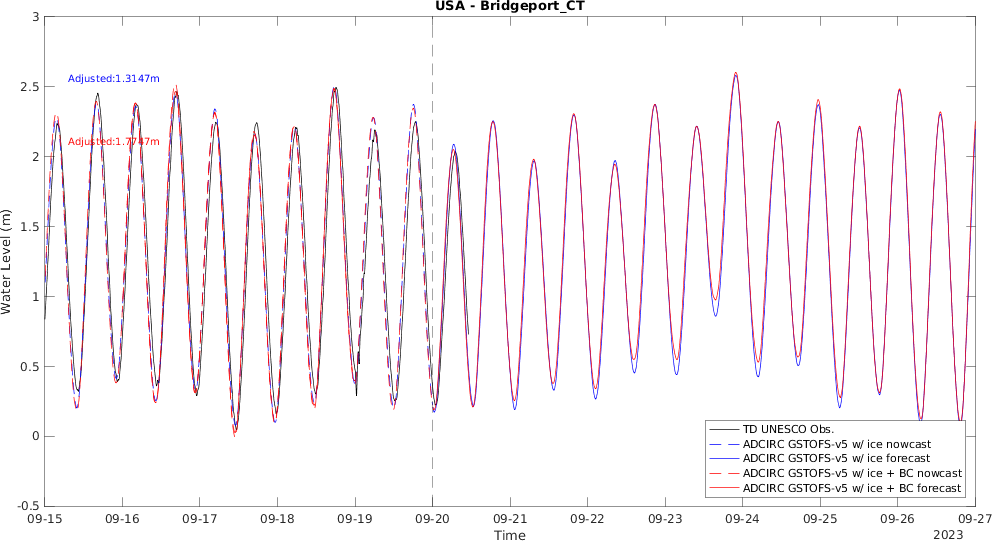 USA - Bridgeport_CT
3
2.5
2
1.5
1
0.5
0
-0.5
Water Level (m)
Adjusted:1.3147m
Adjusted:1.7747m
TD UNESCO Obs.
ADCIRC GSTOFS-v5 w/ ice nowcast
ADCIRC GSTOFS-v5 w/ ice forecast
ADCIRC GSTOFS-v5 w/ ice + BC nowcast
ADCIRC GSTOFS-v5 w/ ice + BC forecast
09-15 09-16 09-17 09-18 09-19 09-20 09-21 09-22 09-23 09-24 09-25 09-26 09-27
Time
2023